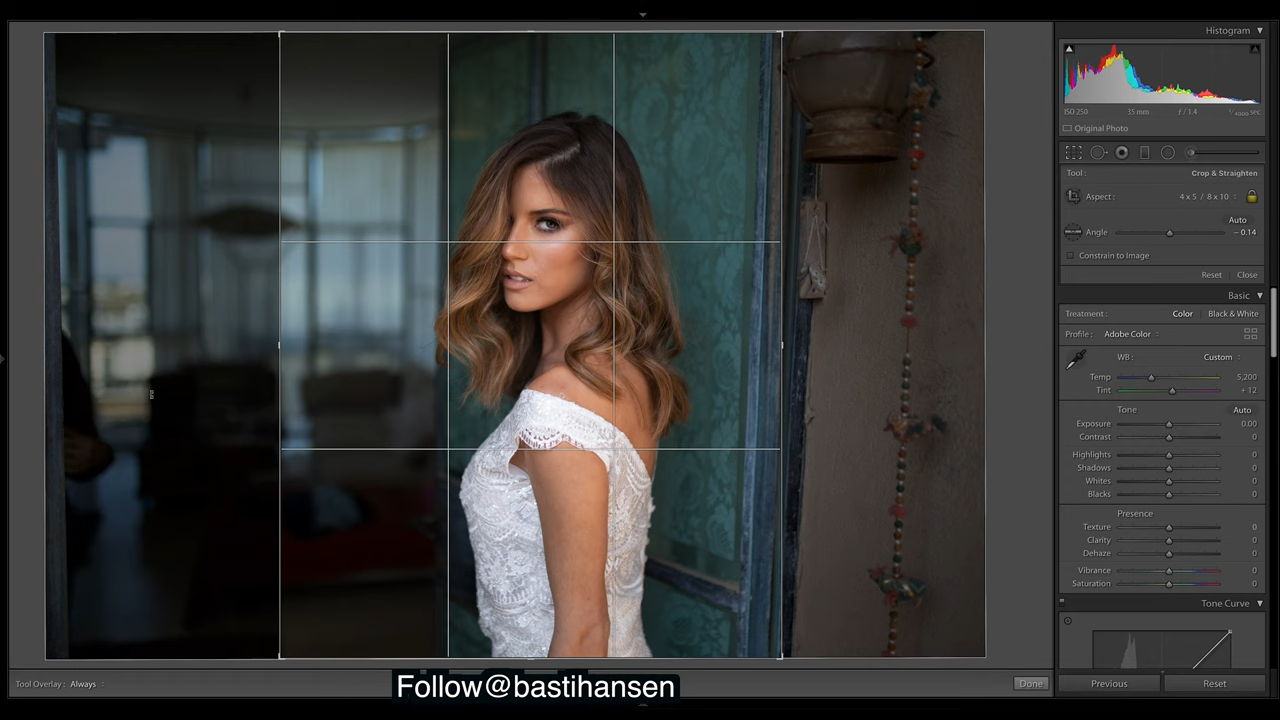 Histogram
ISO 250 35 mm ƒ / 1.4 1/4000 sec
Original Photo
Tool : Crop & Straighten
Aspect : 4 x 5 / 8 x 10
Auto
Angle – 0.14
Constrain to Image
Reset Close
Basic
Treatment : Color Black & White
Profile : Adobe Color
WB : Custom
Temp 5,200
Tint + 12
Tone Auto
Exposure 0.00
Contrast 0
Highlights 0
Shadows 0
Whites 0
Blacks 0
Presence
Texture 0
Clarity 0
Dehaze 0
Vibrance 0
Saturation 0
Tone Curve
Tool Overlay : Always
Done
Previous Reset
Follow@bastihansen